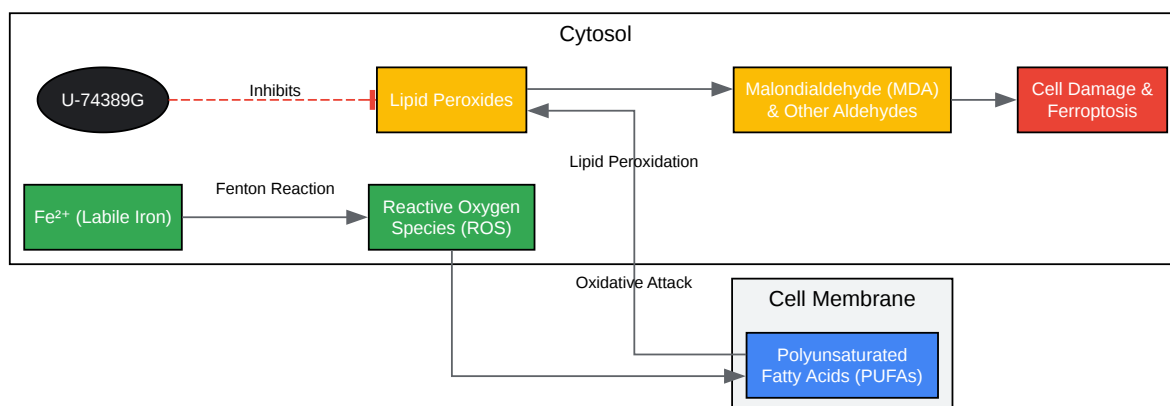 Cytosol
U-74389G
Inhibits
Lipid Peroxides
Malondialdehyde (MDA)
& Other Aldehydes
Cell Damage &
Ferroptosis
Lipid Peroxidation
Fe²⁺ (Labile Iron)
Fenton Reaction
Reactive Oxygen
Species (ROS)
Oxidative Attack
Cell Membrane
Polyunsaturated
Fatty Acids (PUFAs)